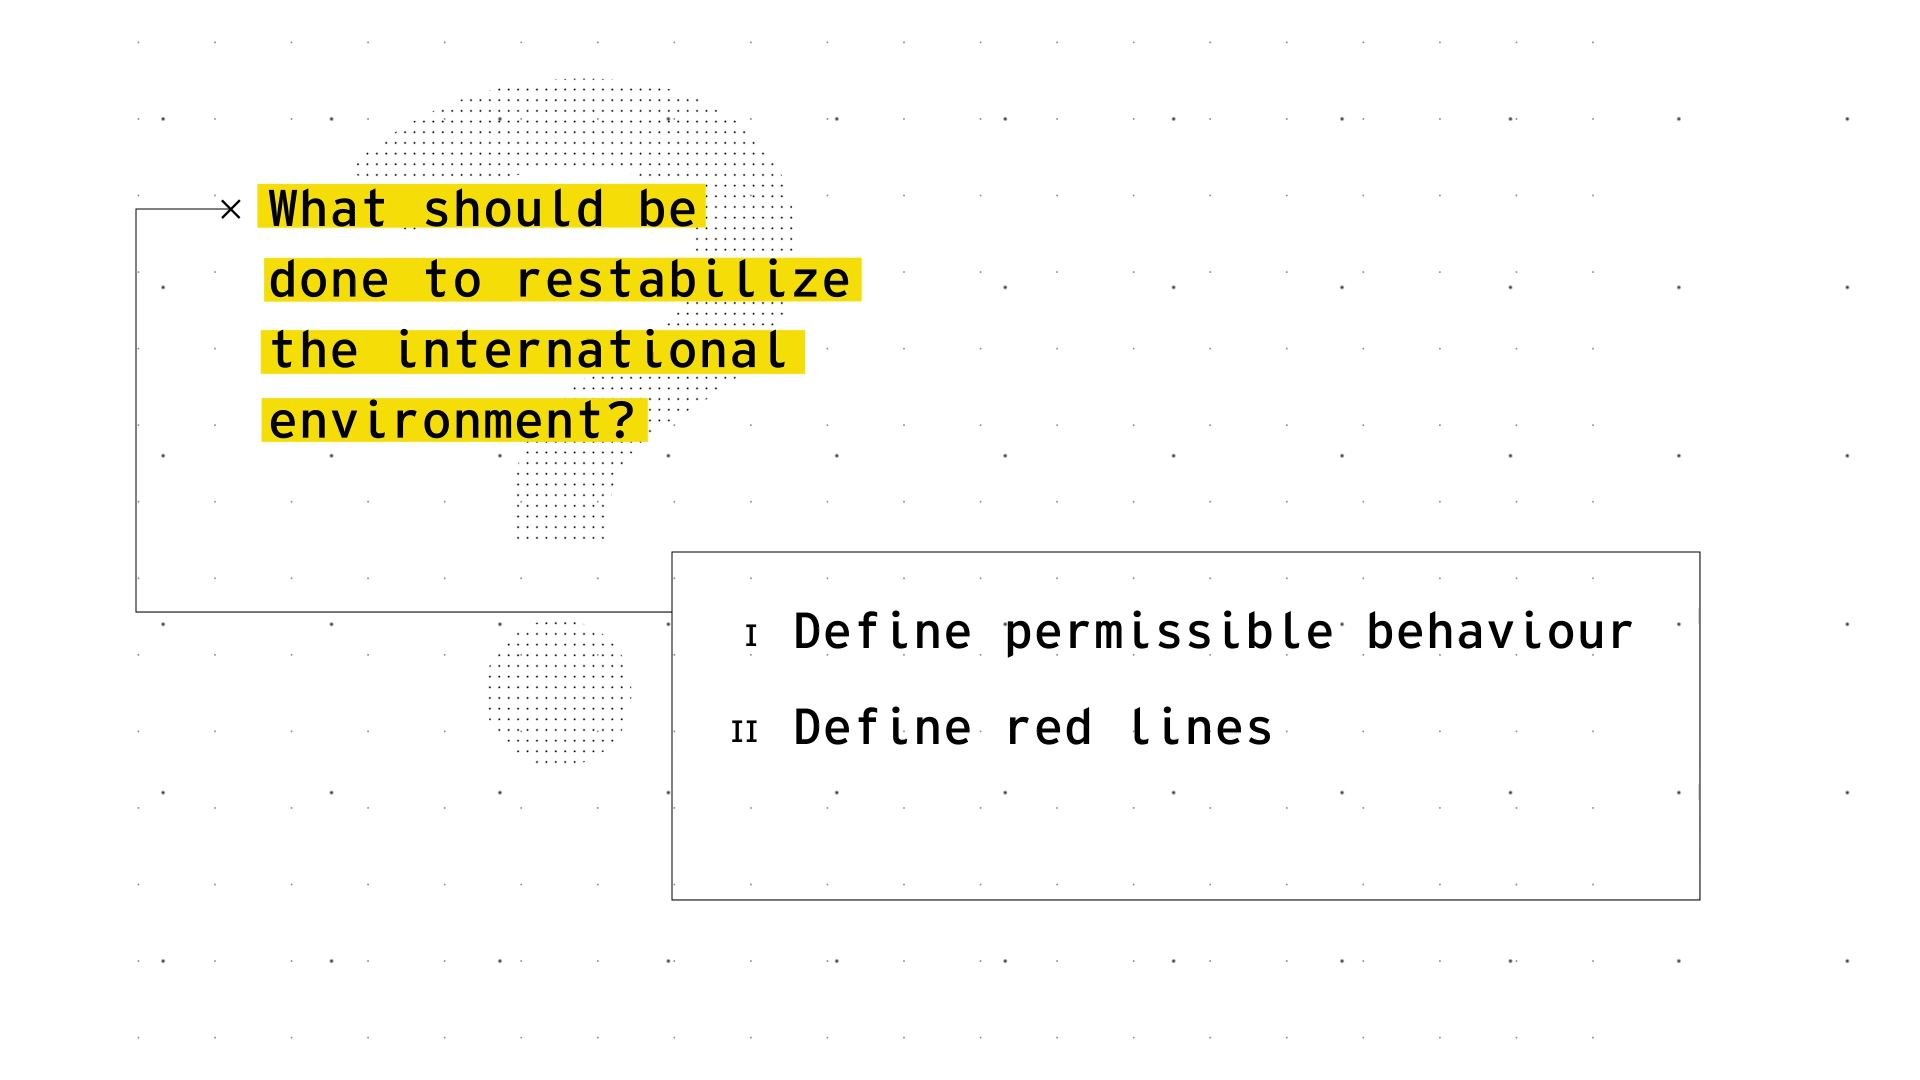 What should be
done to restabilize
the international
environment?
I Define permissible behaviour
II Define red lines